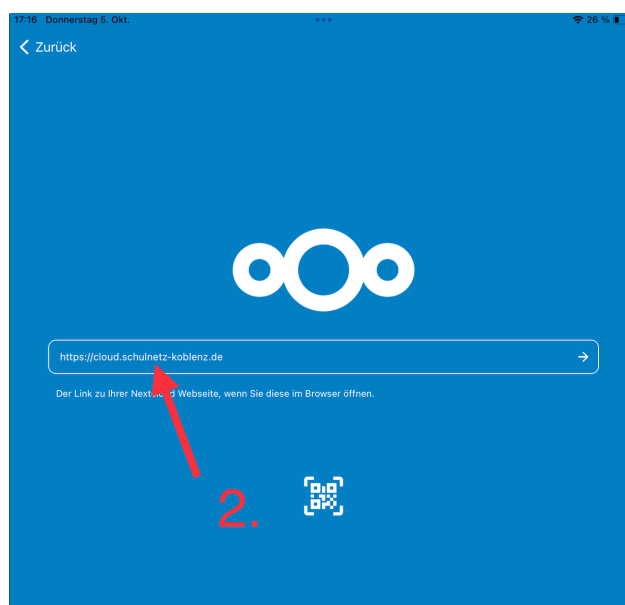 17:16 Donnerstag 5. Okt. 26 %
Zurück
https://cloud.schulnetz-koblenz.de
Der Link zu Ihrer Nextcloud Webseite, wenn Sie diese im Browser öffnen.
2.